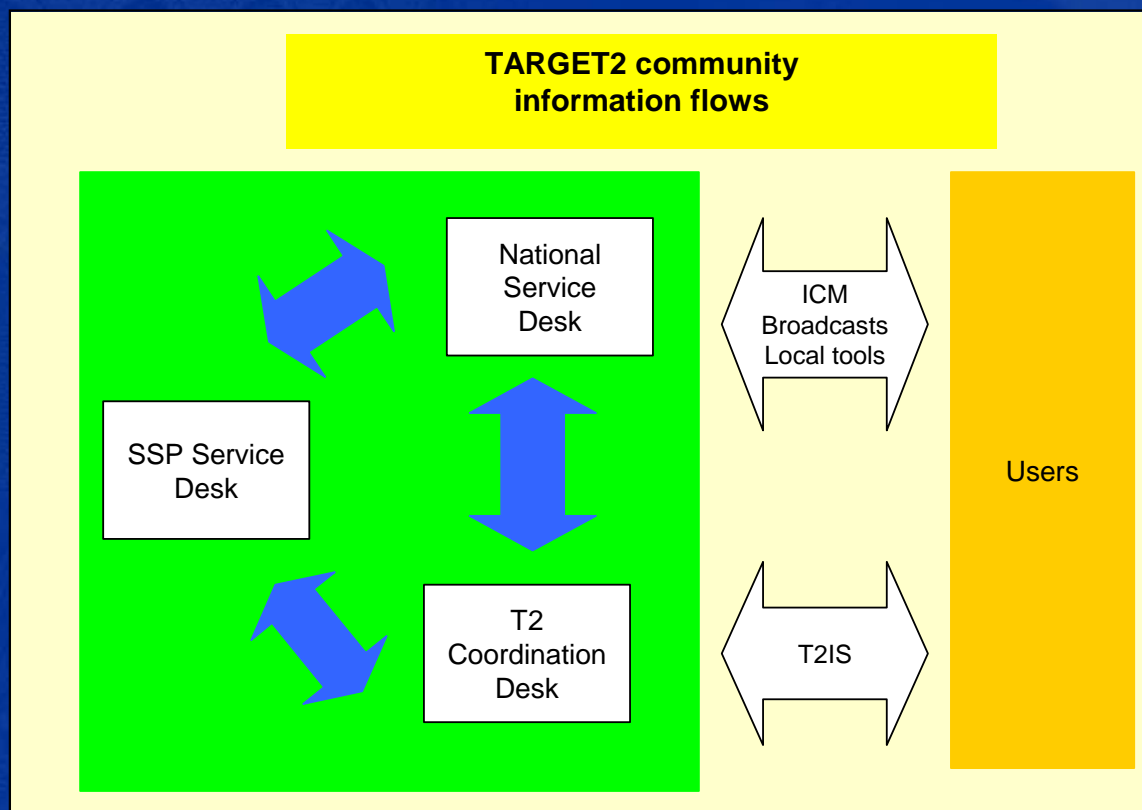 TARGET2 community
information flows
National
Service
Desk
ICM
Broadcasts
Local tools
SSP Service
Desk
Users
T2
Coordination
Desk
T2IS